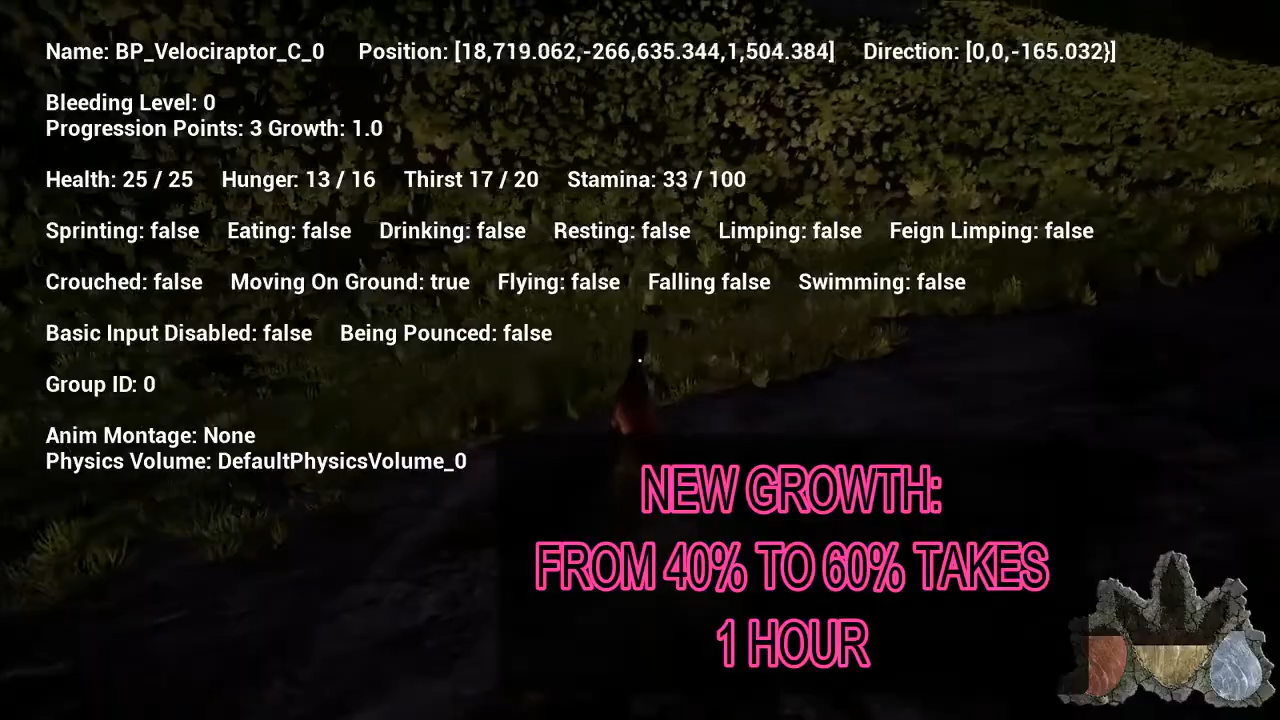 Name: BP_Velociraptor_C_0 Position: [18,719.062,-266,635.344,1,504.384] Direction: [0,0,-165.032}]
Bleeding Level: 0
Progression Points: 3 Growth: 1.0
Health: 25 / 25 Hunger: 13 / 16 Thirst 17 / 20 Stamina: 33 / 100
Sprinting: false Eating: false Drinking: false Resting: false Limping: false Feign Limping: false
Crouched: false Moving On Ground: true Flying: false Falling false Swimming: false
Basic Input Disabled: false Being Pounced: false
Group ID: 0
Anim Montage: None
Physics Volume: DefaultPhysicsVolume_0
NEW GROWTH:
FROM 40% TO 60% TAKES
1 HOUR